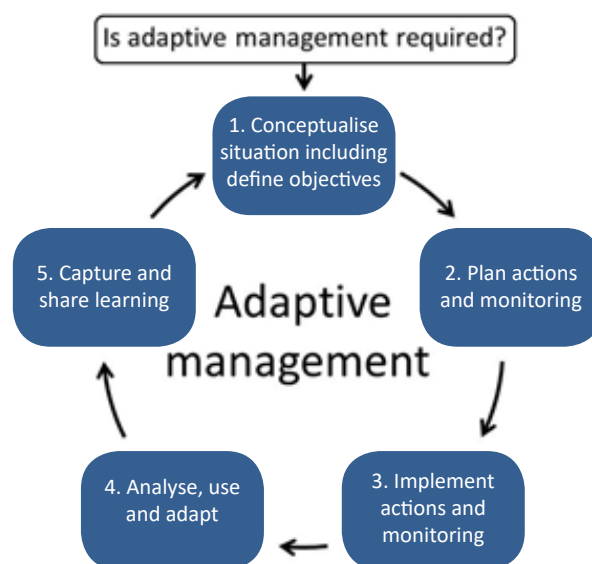 Is adaptive management required?
1. Conceptualise
situation including
define objectives
2. Plan actions
and monitoring
3. Implement
actions and
monitoring
4. Analyse, use
and adapt
5. Capture and
share learning
Adaptive
management